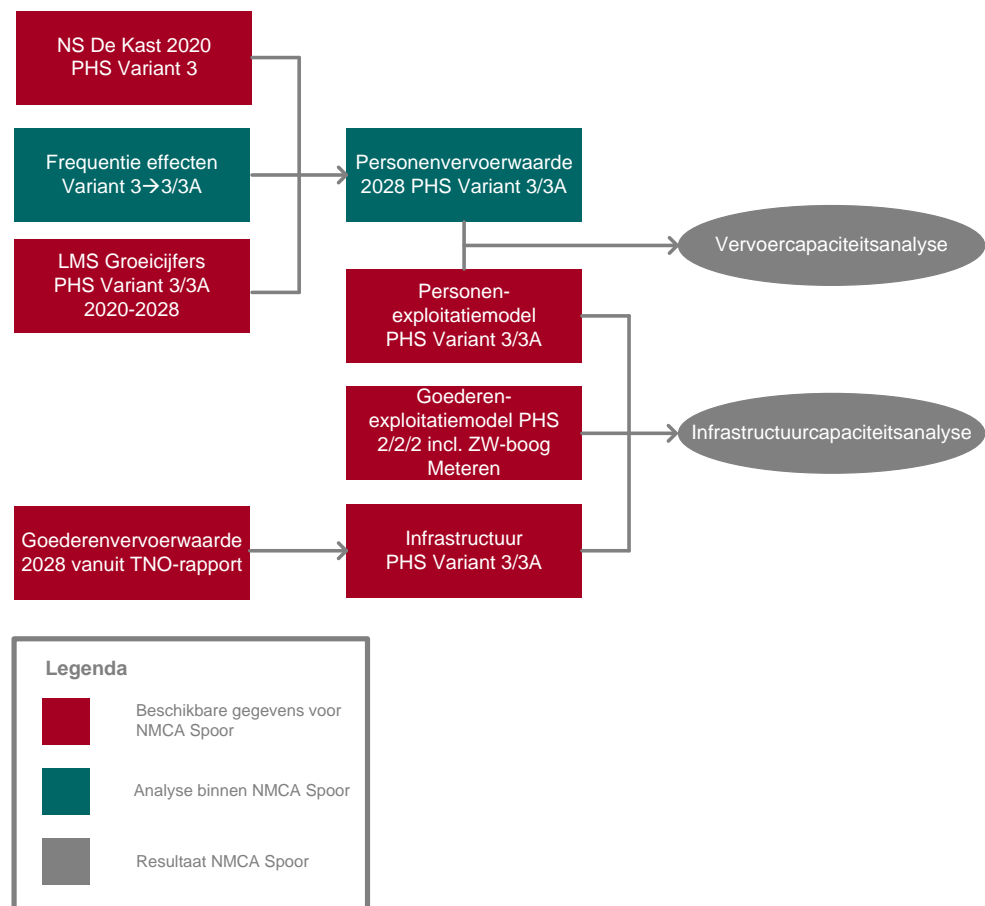 NS De Kast 2020
PHS Variant 3
Frequentie effecten
Variant 3→3/3A
LMS Groeicijfers
PHS Variant 3/3A
2020-2028
Personenvervoerwaarde
2028 PHS Variant 3/3A
Vervoercapaciteitsanalyse
Personen-
exploitatiemodel
PHS Variant 3/3A
Goederen-
exploitatiemodel PHS
2/2/2 incl. ZW-boog
Meteren
Infrastructuurcapaciteitsanalyse
Goederenvervoerwaarde
2028 vanuit TNO-rapport
Infrastructuur
PHS Variant 3/3A
Legenda
Beschikbare gegevens voor
NMCA Spoor
Analyse binnen NMCA Spoor
Resultaat NMCA Spoor